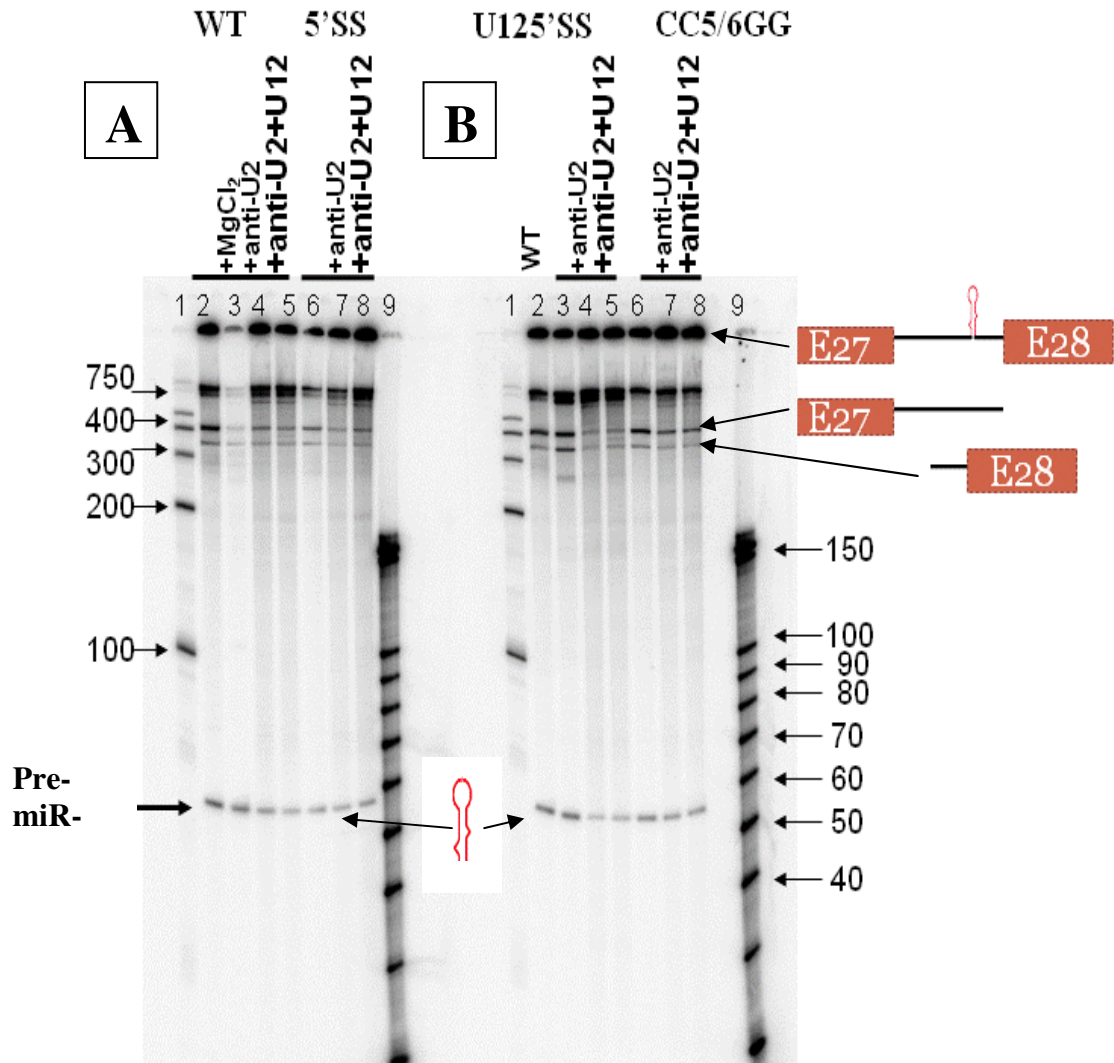 WT 5'SS U125'SS CC5/6GG
A
+MgCl2
+anti-U2
+anti-U2+U12
+anti-U2
+anti-U2+U12
B
WT
+anti-U2
+anti-U2+U12
+anti-U2
+anti-U2+U12
1 2 3 4 5 6 7 8 9
1 2 3 4 5 6 7 8 9
E27 E28
E27
E28
750
400
300
200
100
150
100
90
80
70
60
50
40
Pre-
miR-